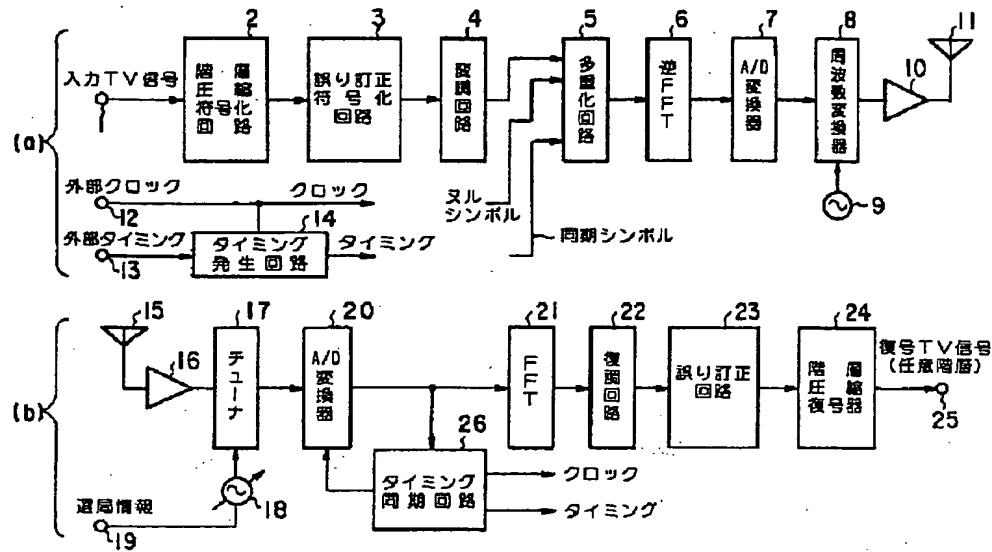 (a)
入力TV信号
2
階層
圧縮
符号化
回路
3
誤り訂正
符号化
回路
4
変調回路
5
多重化回路
6
逆FFT
7
A/D
変換器
8
周波数変換器
9
10
11
外部クロック
12
クロック
外部タイミング
13
14
タイミング
発生回路
タイミング
ヌル
シンボル
同期シンボル
(b)
15
16
17
チューナ
18
選局情報
19
20
A/D
変換器
21
FFT
22
復調回路
23
誤り訂正
回路
24
階層
圧縮
復号器
復号TV信号
(任意階層)
25
26
タイミング
同期回路
クロック
タイミング